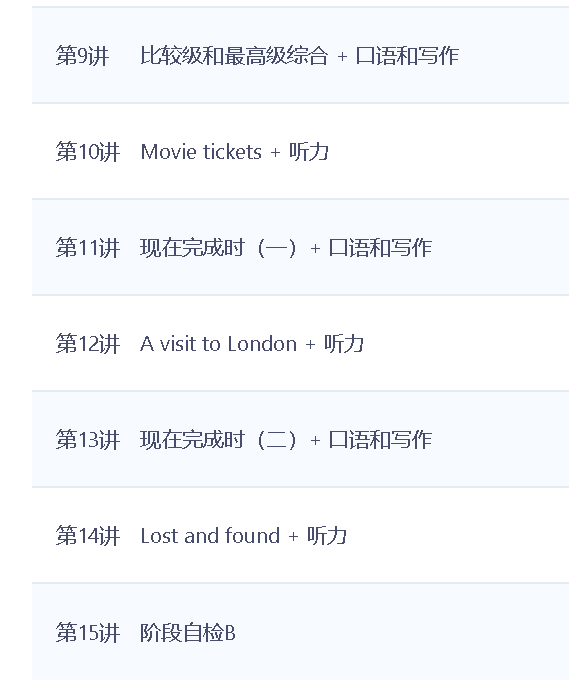 第9讲 比较级和最高级综合 + 口语和写作
第10讲 Movie tickets + 听力
第11讲 现在完成时（一）+ 口语和写作
第12讲 A visit to London + 听力
第13讲 现在完成时（二）+ 口语和写作
第14讲 Lost and found + 听力
第15讲 阶段自检B